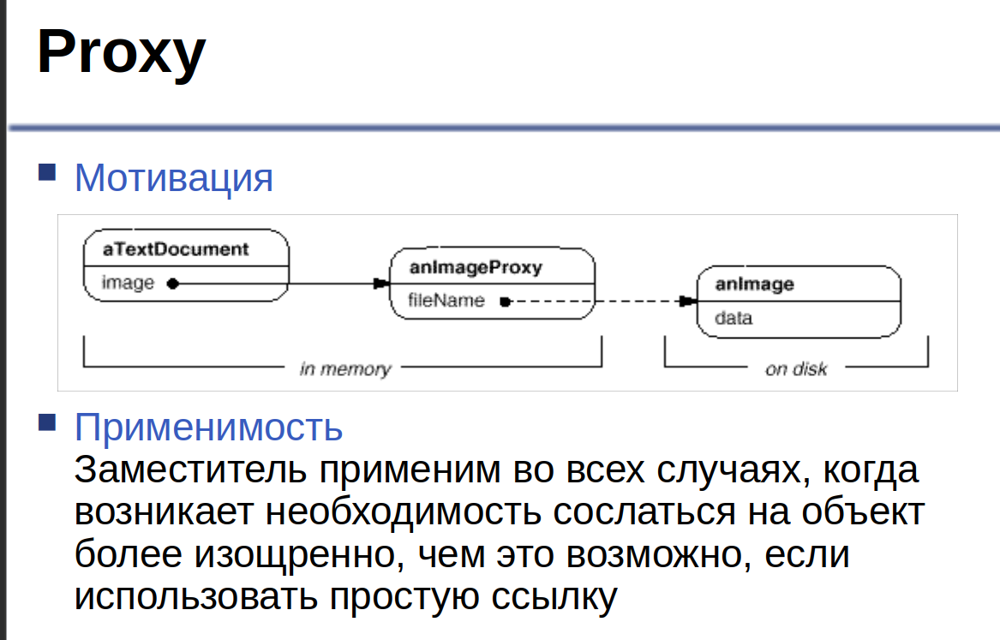 Proxy
Мотивация
aTextDocument
image
anImageProxy
fileName
anImage
data
in memory
on disk
Применимость
Заместитель применим во всех случаях, когда
возникает необходимость сослаться на объект
более изощренно, чем это возможно, если
использовать простую ссылку